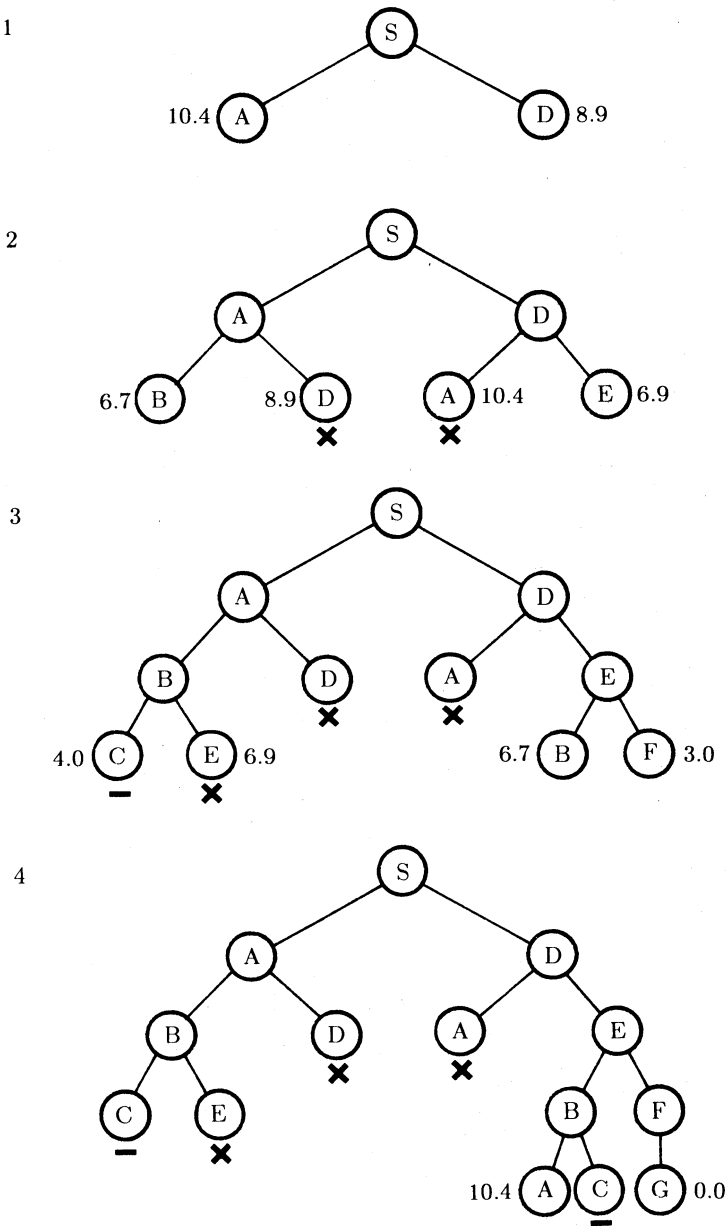 1
S
10.4 A D 8.9
2
S
A D
6.7 B 8.9 D A 10.4 E 6.9
3
S
A D
B D A E
4.0 C E 6.9 6.7 B F 3.0
4
S
A D
B D A E
C E B F
10.4 A C G 0.0